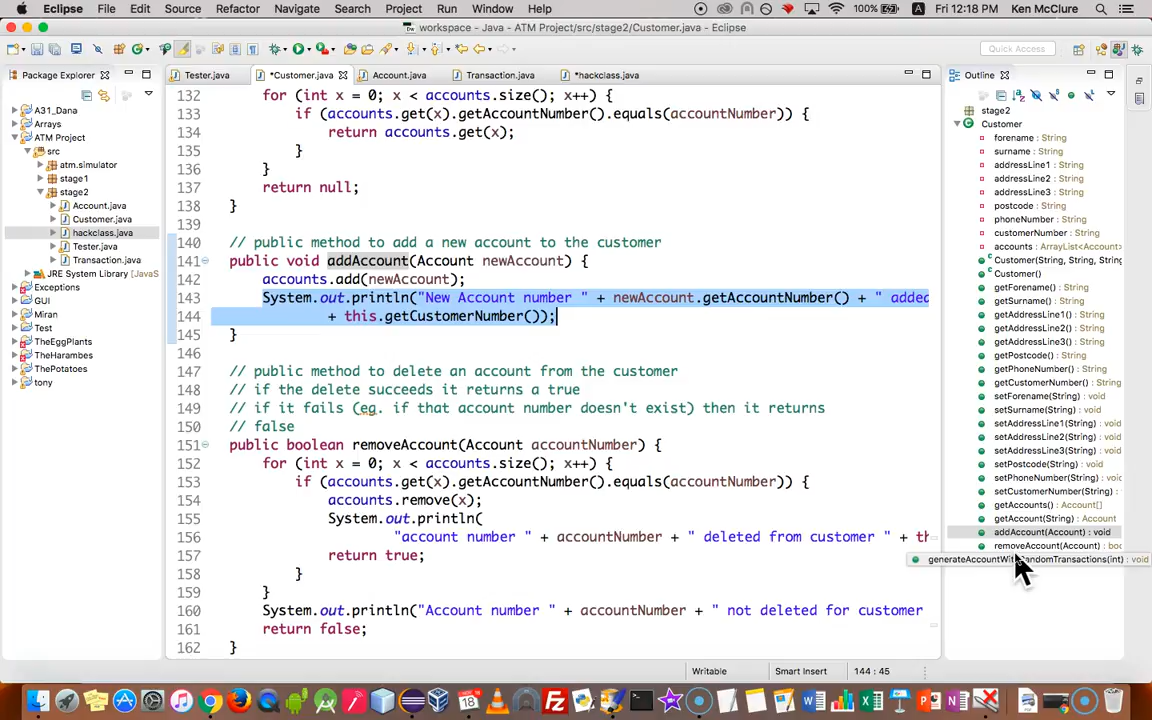 Eclipse File Edit Source Refactor Navigate Search Project Run Window Help 100% Fri 12:18 PM Ken McClure
workspace - Java - ATM Project/src/stage2/Customer.java - Eclipse
Quick Access
Package Explorer
A31_Dana
Arrays
ATM Project
src
atm.simulator
stage1
stage2
Account.java
Customer.java
hackclass.java
Tester.java
Transaction.java
JRE System Library [JavaS
Exceptions
GUI
Miran
Test
TheEggPlants
TheHarambes
ThePotatoes
tony
Tester.java *Customer.java Account.java Transaction.java *hackclass.java
132 for (int x = 0; x < accounts.size(); x++) {
133 if (accounts.get(x).getAccountNumber().equals(accountNumber)) {
134 return accounts.get(x);
135 }
136 }
137 return null;
138 }
139
140 // public method to add a new account to the customer
141 public void addAccount(Account newAccount) {
142 accounts.add(newAccount);
143 System.out.println("New Account number " + newAccount.getAccountNumber() + " added
144 + this.getCustomerNumber());
145 }
146
147 // public method to delete an account from the customer
148 // if the delete succeeds it returns a true
149 // if it fails (eg. if that account number doesn't exist) then it returns
150 // false
151 public boolean removeAccount(Account accountNumber) {
152 for (int x = 0; x < accounts.size(); x++) {
153 if (accounts.get(x).getAccountNumber().equals(accountNumber)) {
154 accounts.remove(x);
155 System.out.println(
156 "account number " + accountNumber + " deleted from customer " + th
157 return true;
158 }
159 }
160 System.out.println("Account number " + accountNumber + " not deleted for customer
161 return false;
162 }
Outline
stage2
Customer
forename : String
surname : String
addressLine1 : String
addressLine2 : String
addressLine3 : String
postcode : String
phoneNumber : String
customerNumber : String
accounts : ArrayList<Account>
Customer(String, String, String
Customer()
getForename() : String
getSurname() : String
getAddressLine1() : String
getAddressLine2() : String
getAddressLine3() : String
getPostcode() : String
getPhoneNumber() : String
getCustomerNumber() : String
setForename(String) : void
setSurname(String) : void
setAddressLine1(String) : void
setAddressLine2(String) : void
setAddressLine3(String) : void
setPostcode(String) : void
setPhoneNumber(String) : void
setCustomerNumber(String) : void
getAccounts() : Account[]
getAccount(String) : Account
addAccount(Account) : void
removeAccount(Account) : boo
Writable Smart Insert 144 : 45